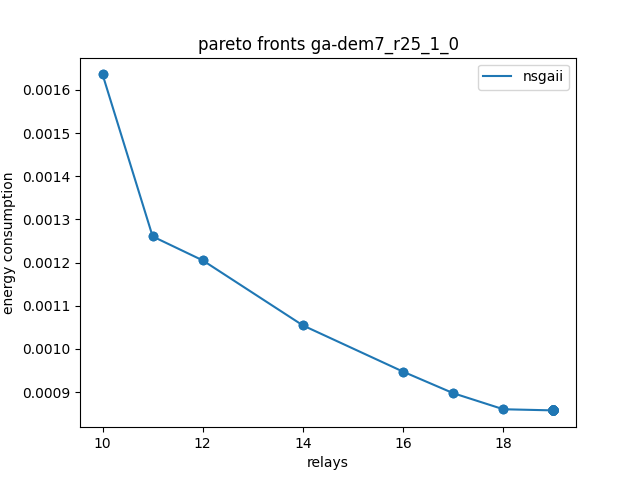 pareto fronts ga-dem7_r25_1_0
nsgaii
0.0016
0.0015
0.0014
0.0013
0.0012
0.0011
0.0010
0.0009
energy consumption
10 12 14 16 18
relays